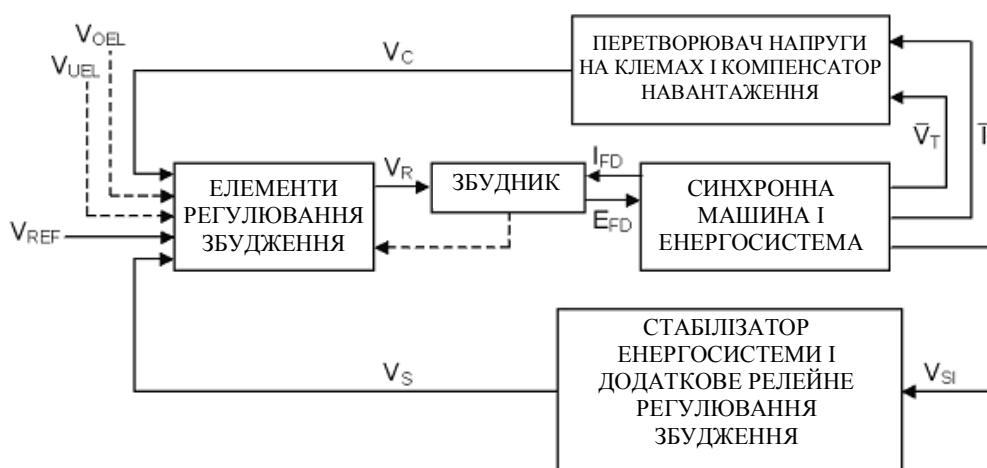 V_OEL
V_UEL
V_C
ПЕРЕТВОРЮВАЧ НАПРУГИ
НА КЛЕМАХ І КОМПЕНСАТОР
НАВАНТАЖЕННЯ
V̅_T
I̅
V_REF
ЕЛЕМЕНТИ
РЕГУЛЮВАННЯ
ЗБУДЖЕННЯ
V_R
ЗБУДНИК
I_FD
E_FD
СИНХРОННА
МАШИНА І
ЕНЕРГОСИСТЕМА
V_S
СТАБІЛІЗАТОР
ЕНЕРГОСИСТЕМИ І
ДОДАТКОВЕ РЕЛЕЙНЕ
РЕГУЛЮВАННЯ
ЗБУДЖЕННЯ
V_SI